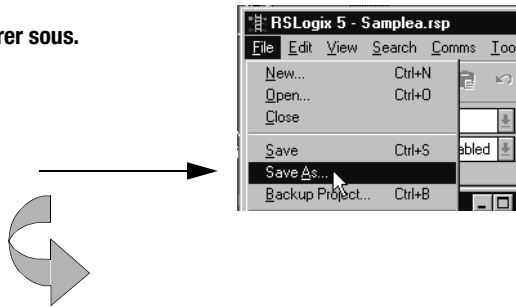 rer sous.
RSLogix 5 - Samplea.rsp
File Edit View Search Comms Too
New... Ctrl+N
Open... Ctrl+O
Close
Save Ctrl+S
abled
Save As...
Backup Project... Ctrl+B